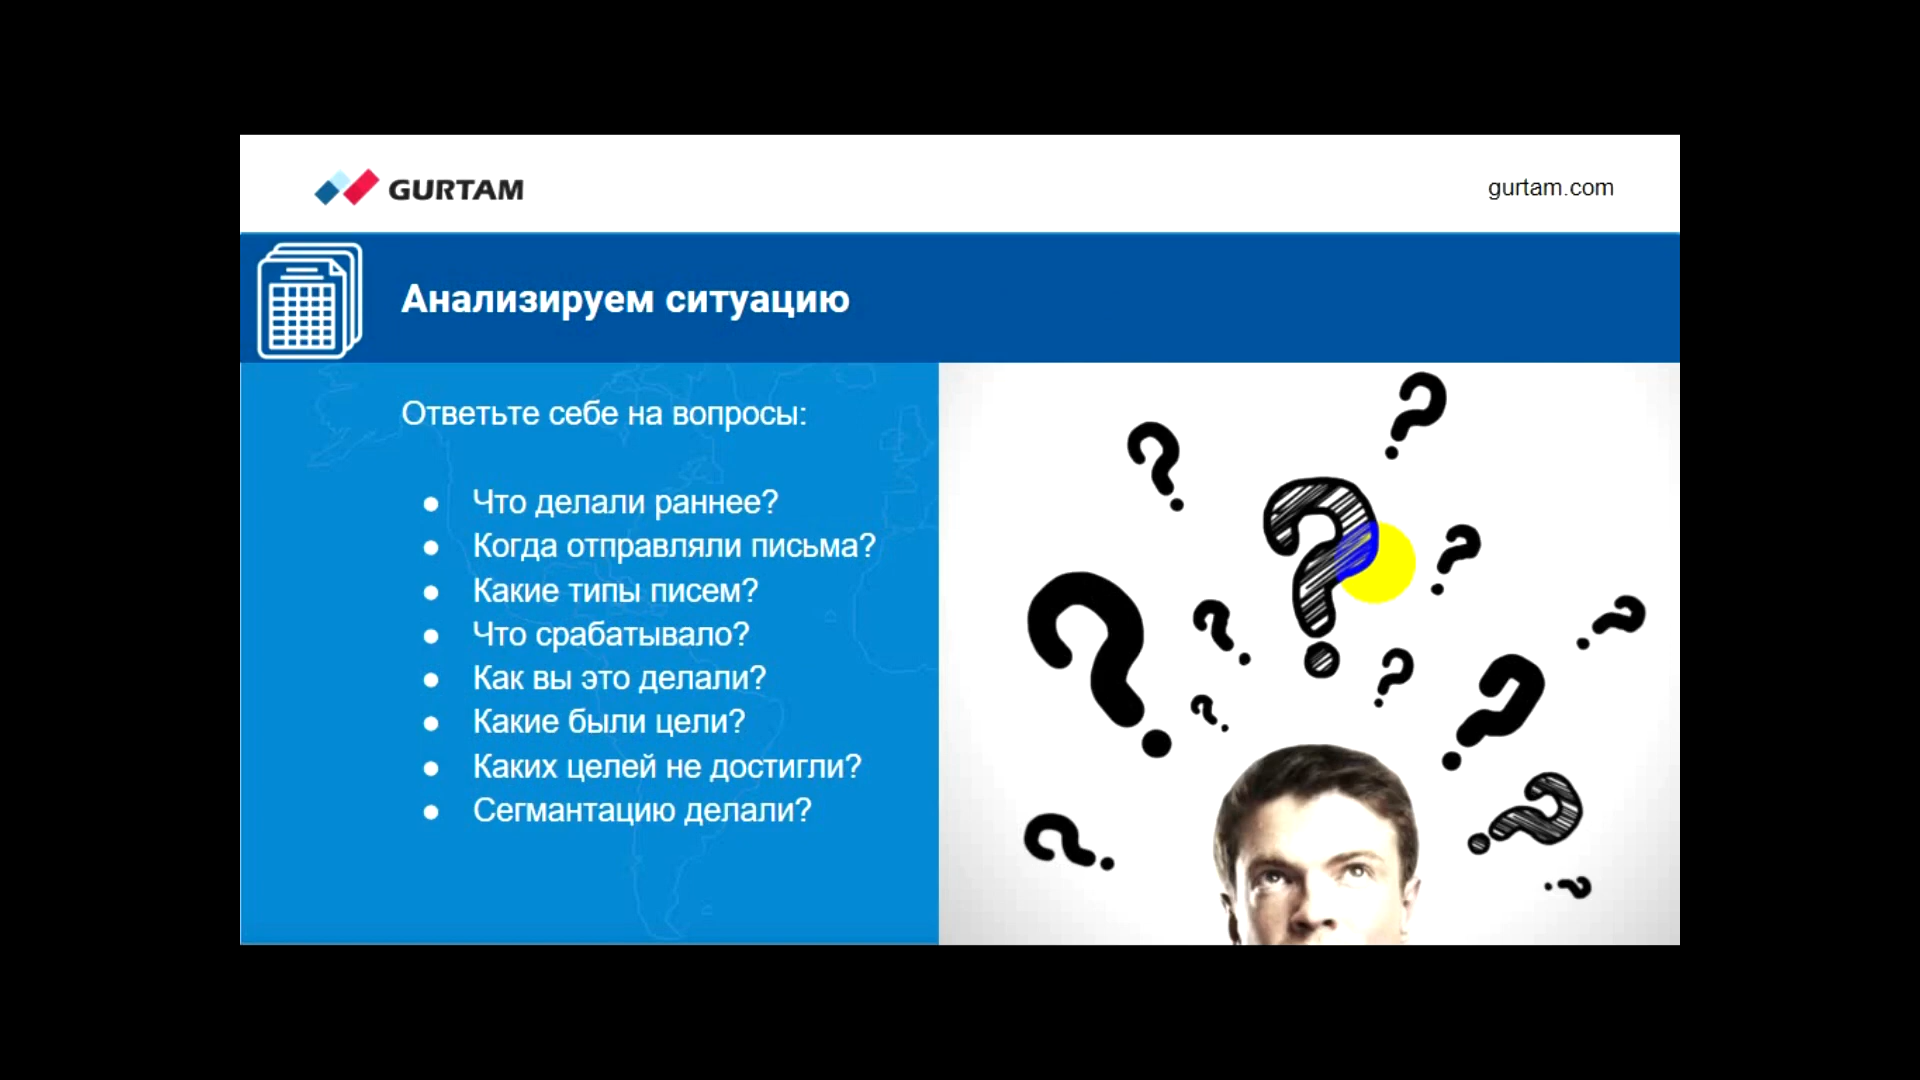 GURTAM
gurtam.com
Анализируем ситуацию
Ответьте себе на вопросы:
● Что делали раннее?
● Когда отправляли письма?
● Какие типы писем?
● Что срабатывало?
● Как вы это делали?
● Какие были цели?
● Каких целей не достигли?
● Сегмантацию делали?